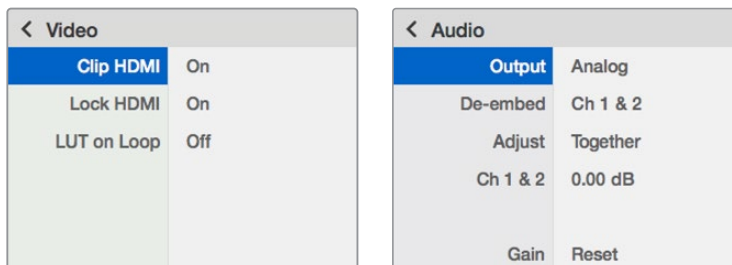 < Video
Clip HDMI On
Lock HDMI On
LUT on Loop Off
< Audio
Output Analog
De-embed Ch 1 & 2
Adjust Together
Ch 1 & 2 0.00 dB
Gain Reset